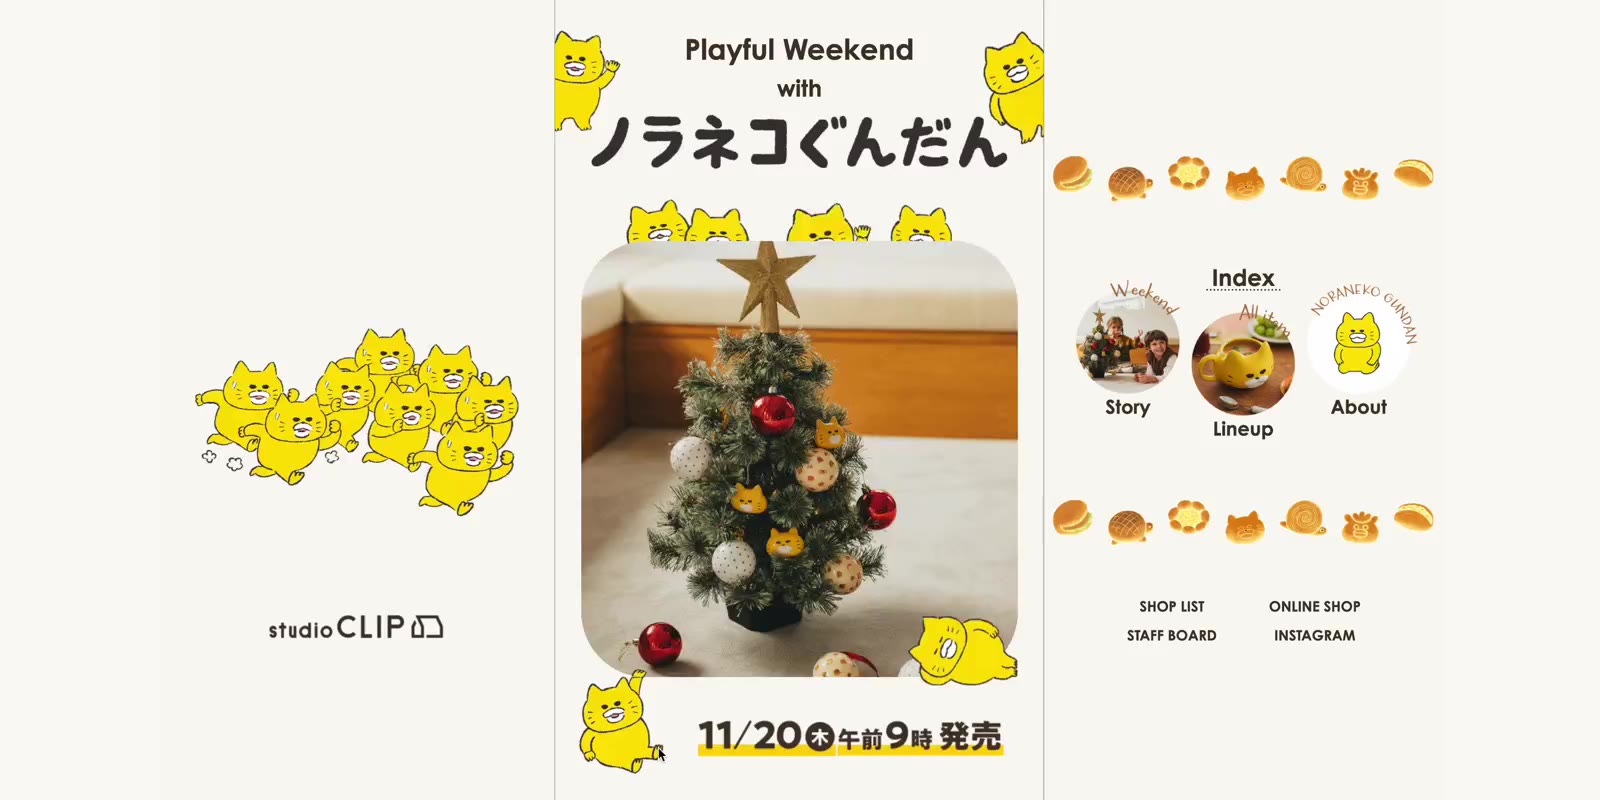 studio CLIP
Playful Weekend
with
ノラネコぐんだん
11/20木午前9時 発売
Index
Weekend
Story
All item
Lineup
NORANEKO GUNDAN
About
SHOP LIST
ONLINE SHOP
STAFF BOARD
INSTAGRAM